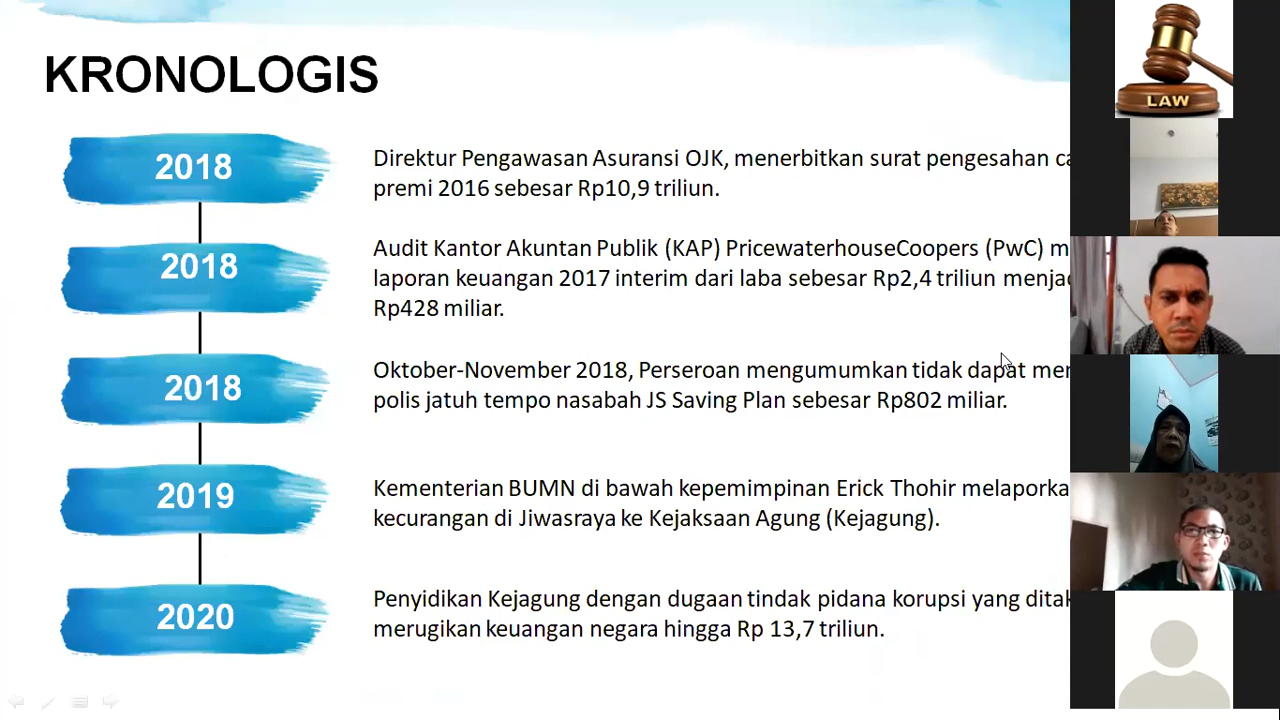 KRONOLOGIS
2018
Direktur Pengawasan Asuransi OJK, menerbitkan surat pengesahan
premi 2016 sebesar Rp10,9 triliun.
2018
Audit Kantor Akuntan Publik (KAP) PricewaterhouseCoopers (PwC)
laporan keuangan 2017 interim dari laba sebesar Rp2,4 triliun
Rp428 miliar.
2018
Oktober-November 2018, Perseroan mengumumkan tidak dapat
polis jatuh tempo nasabah JS Saving Plan sebesar Rp802 miliar.
2019
Kementerian BUMN di bawah kepemimpinan Erick Thohir
kecurangan di Jiwasraya ke Kejaksaan Agung (Kejagung).
2020
Penyidikan Kejagung dengan dugaan tindak pidana korupsi yang
merugikan keuangan negara hingga Rp 13,7 triliun.
LAW